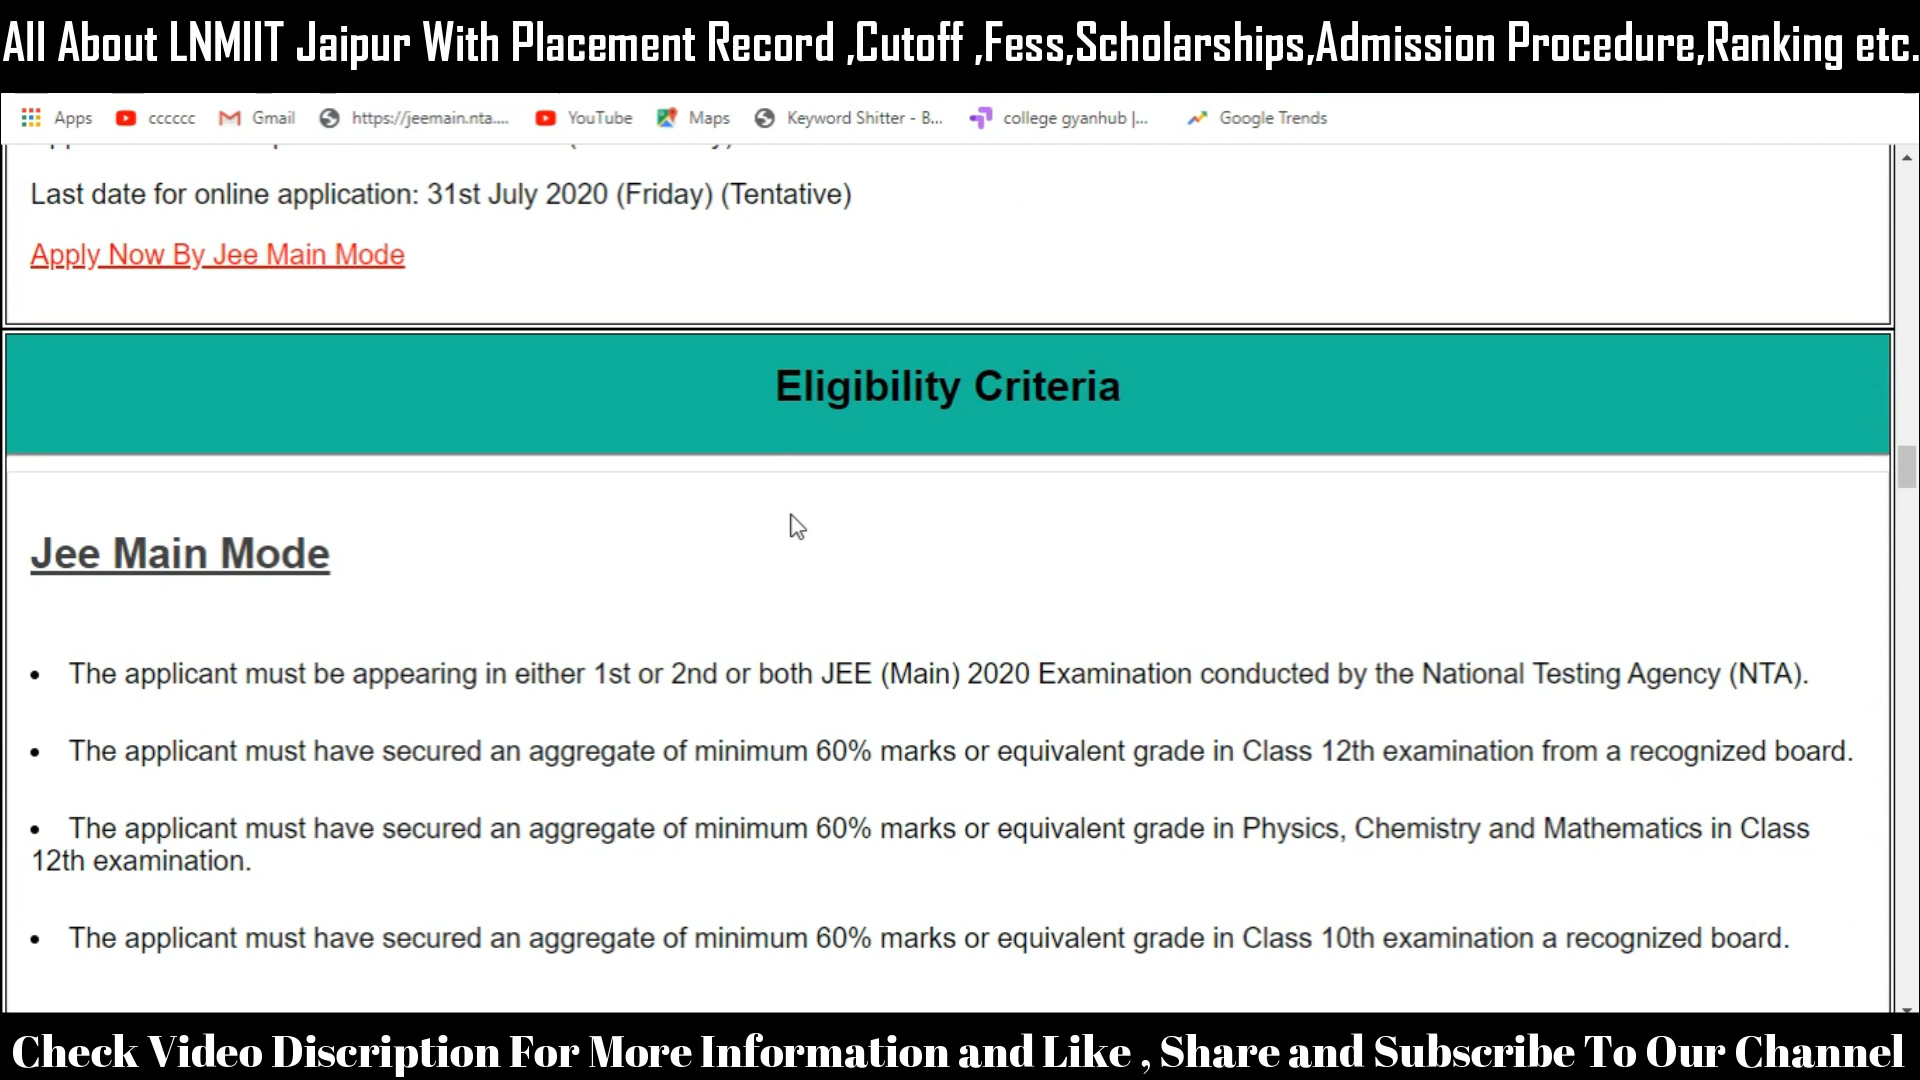 All About LNMIIT Jaipur With Placement Record ,Cutoff ,Fess,Scholarships,Admission Procedure,Ranking etc.
Apps cccccc Gmail https://jeemain.nta.... YouTube Maps Keyword Shitter - B... college gyanhub |... Google Trends
Last date for online application: 31st July 2020 (Friday) (Tentative)
Apply Now By Jee Main Mode
Eligibility Criteria
Jee Main Mode
• The applicant must be appearing in either 1st or 2nd or both JEE (Main) 2020 Examination conducted by the National Testing Agency (NTA).
• The applicant must have secured an aggregate of minimum 60% marks or equivalent grade in Class 12th examination from a recognized board.
• The applicant must have secured an aggregate of minimum 60% marks or equivalent grade in Physics, Chemistry and Mathematics in Class
12th examination.
• The applicant must have secured an aggregate of minimum 60% marks or equivalent grade in Class 10th examination a recognized board.
Check Video Discription For More Information and Like , Share and Subscribe To Our Channel